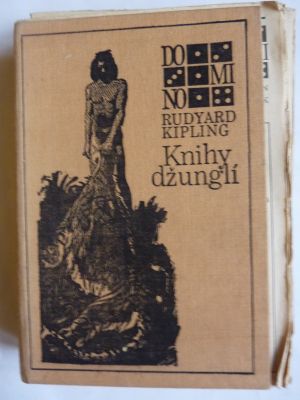 DO
MI
NO
RUDYARD
KIPLING
Knihy
džunglí